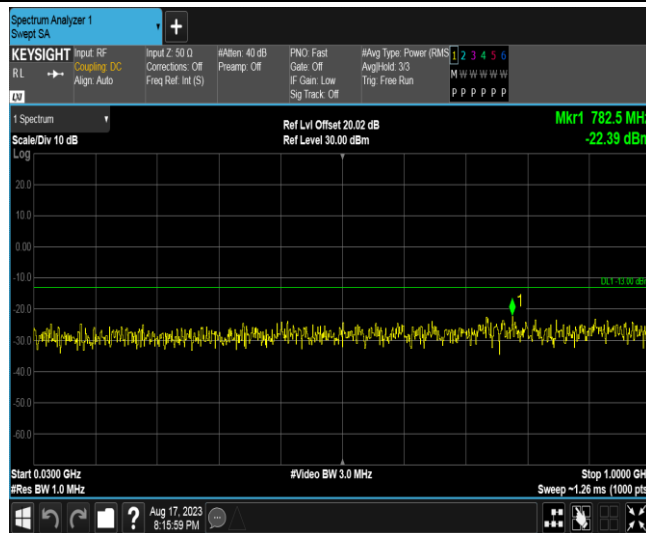 Spectrum Analyzer 1
Swept SA
+
KEYSIGHT
RL
LXI
Input: RF
Coupling: DC
Align: Auto
Input Z: 50 Ω
Corrections: Off
Freq Ref: Int (S)
#Atten: 40 dB
Preamp: Off
PNO: Fast
Gate: Off
IF Gain: Low
Sig Track: Off
#Avg Type: Power (RMS
Avg|Hold: 3/3
Trig: Free Run
1 2 3 4 5 6
M W W W W W
P P P P P P
1 Spectrum
Scale/Div 10 dB
Log
Ref Lvl Offset 20.02 dB
Ref Level 30.00 dBm
Mkr1 782.5 MHz
-22.39 dBm
20.0
10.0
0.00
-10.0
-20.0
-30.0
-40.0
-50.0
-60.0
DL1 -13.00 dBm
1
Start 0.0300 GHz
#Res BW 1.0 MHz
#Video BW 3.0 MHz
Stop 1.0000 GHz
Sweep ~1.26 ms (1000 pts)
?
Aug 17, 2023
8:15:59 PM